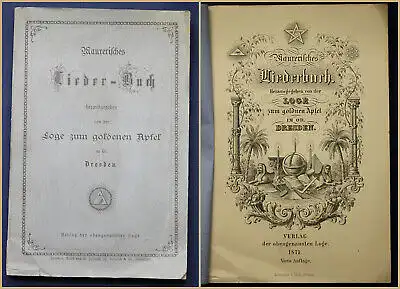 Maurerisches
Lieder-Buch
herausgegeben
von der
Loge zum goldenen Apfel
in Or.
Dresden.
Verlag der obengenannten Loge.
Maurerisches
Liederbuch.
Herausgegeben von der
LOGE
zum goldnen Apfel
IM OR.
DRESDEN.
VERLAG
der obengenannten Loge.
Auflage.